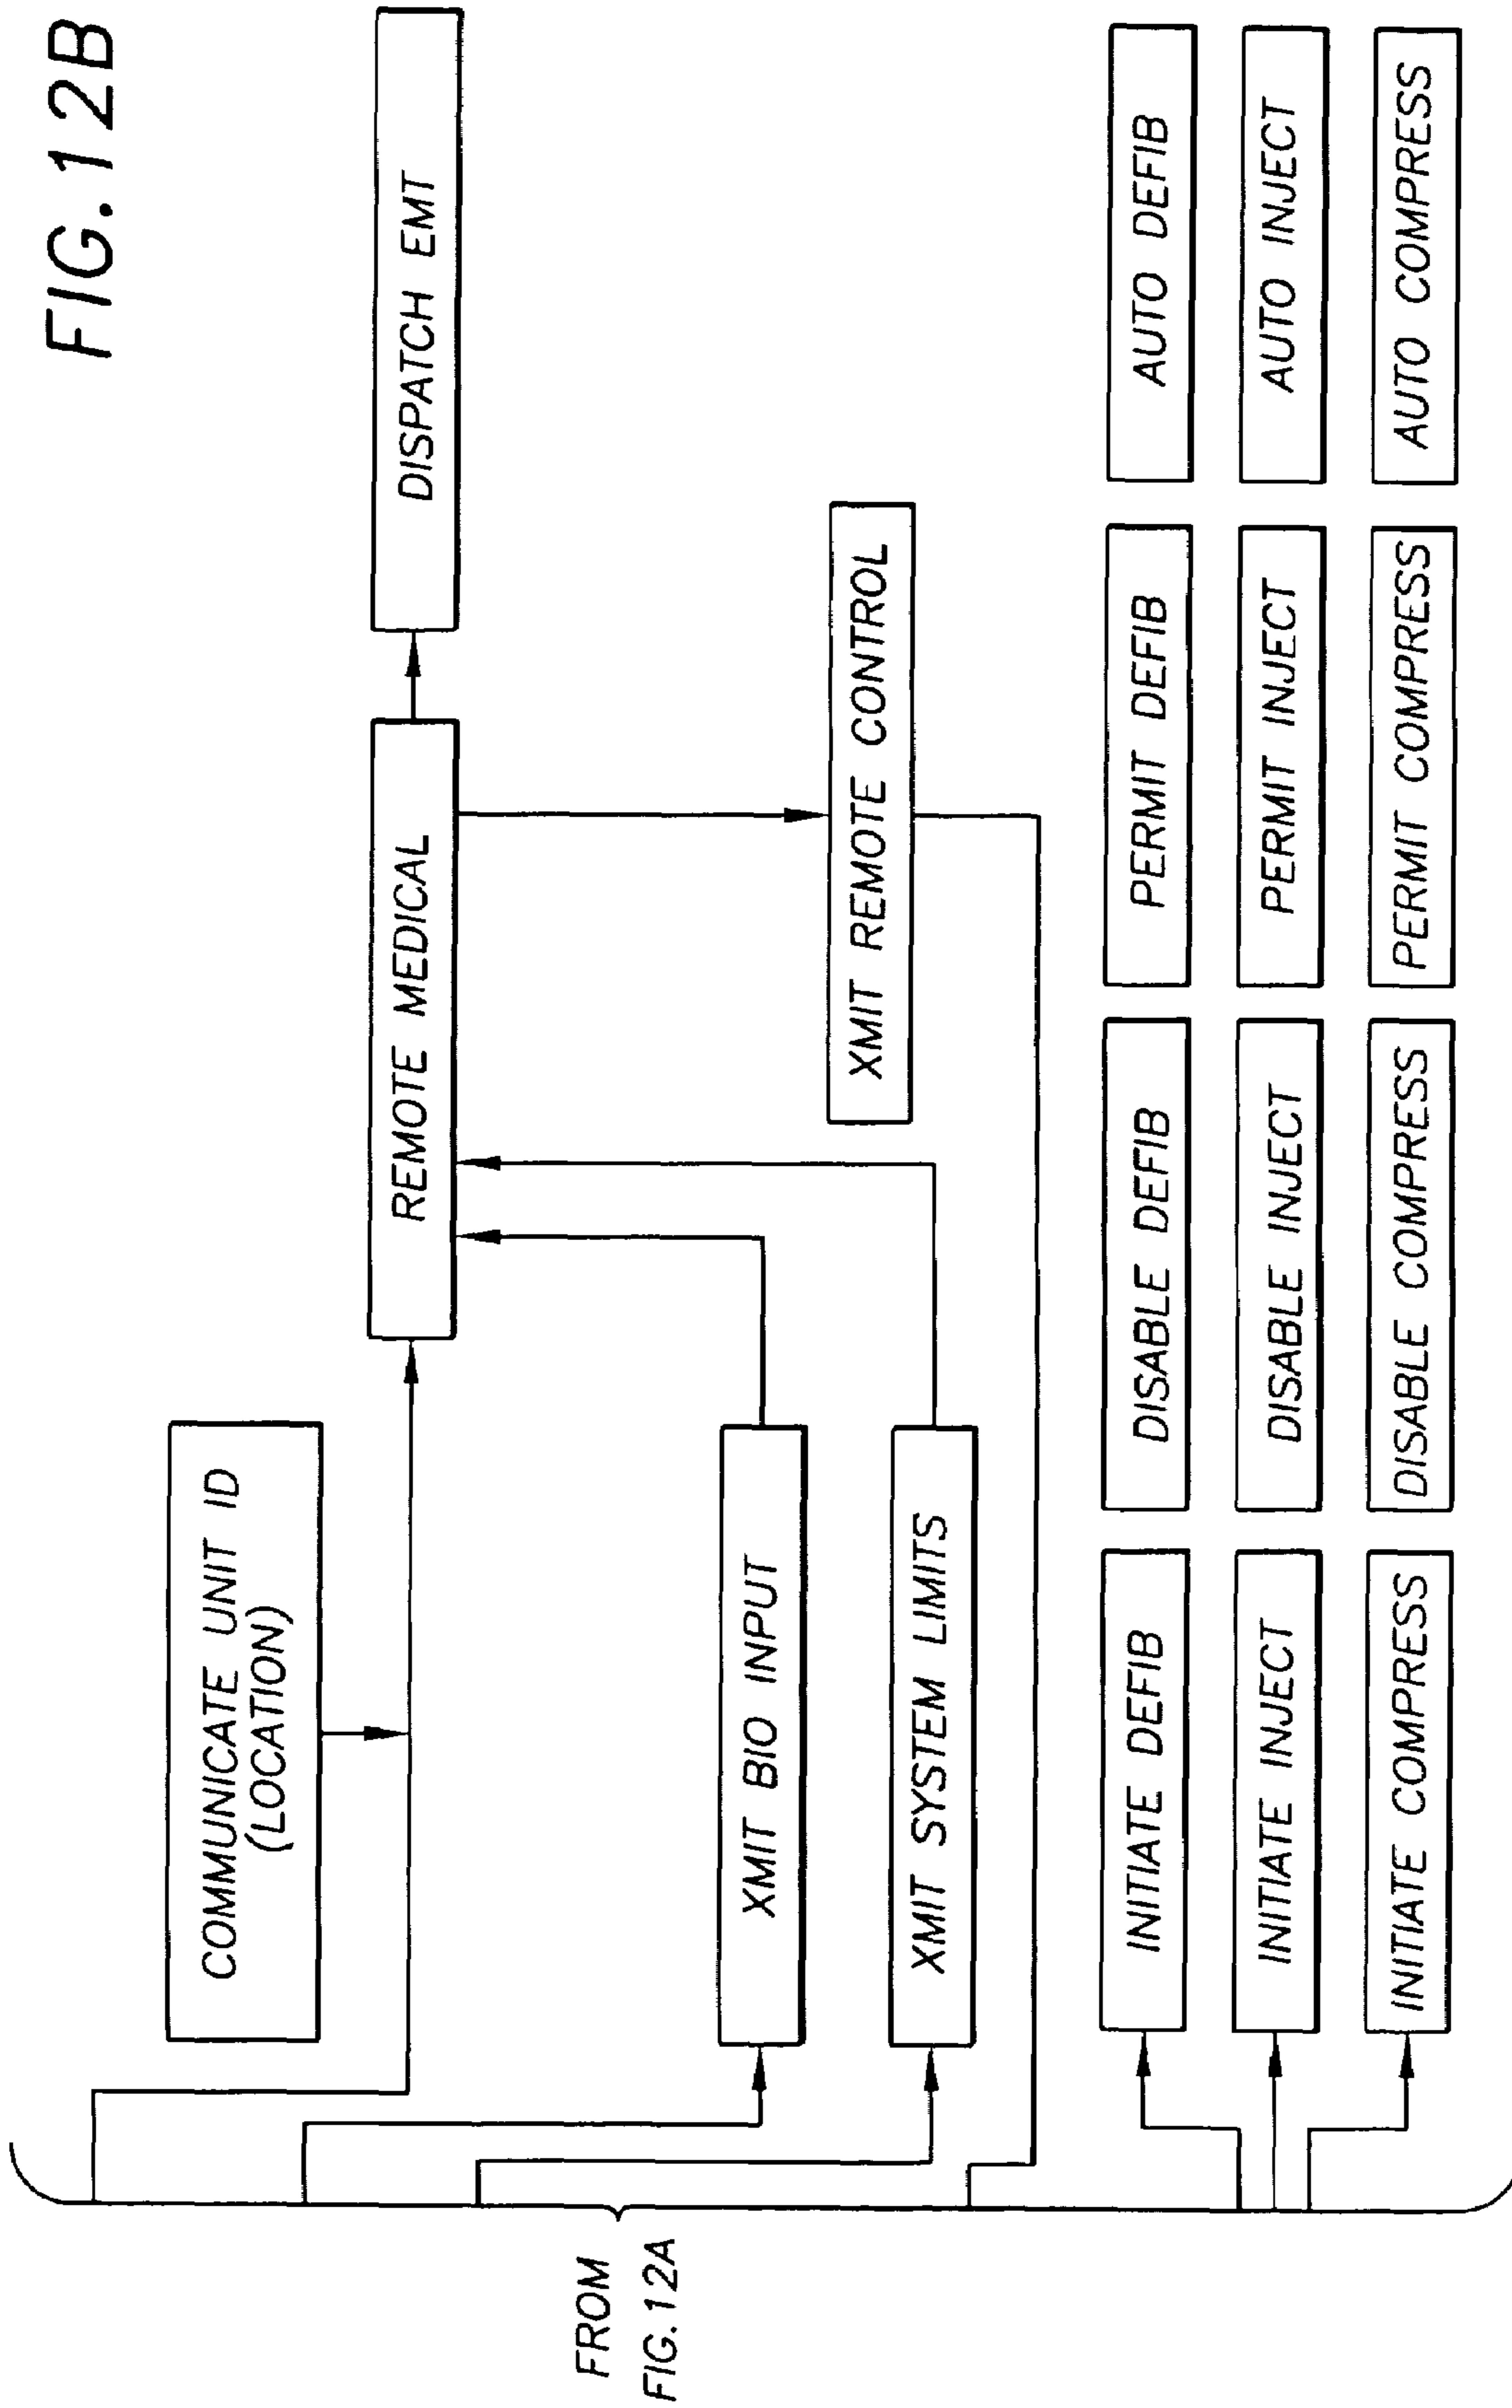 FIG. 12B
COMMUNICATE UNIT ID
(LOCATION)
REMOTE MEDICAL
DISPATCH EMT
FROM
FIG. 12A
XMIT BIO INPUT
XMIT REMOTE CONTROL
XMIT SYSTEM LIMITS
INITIATE DEFIB
DISABLE DEFIB
PERMIT DEFIB
AUTO DEFIB
INITIATE INJECT
DISABLE INJECT
PERMIT INJECT
AUTO INJECT
INITIATE COMPRESS
DISABLE COMPRESS
PERMIT COMPRESS
AUTO COMPRESS